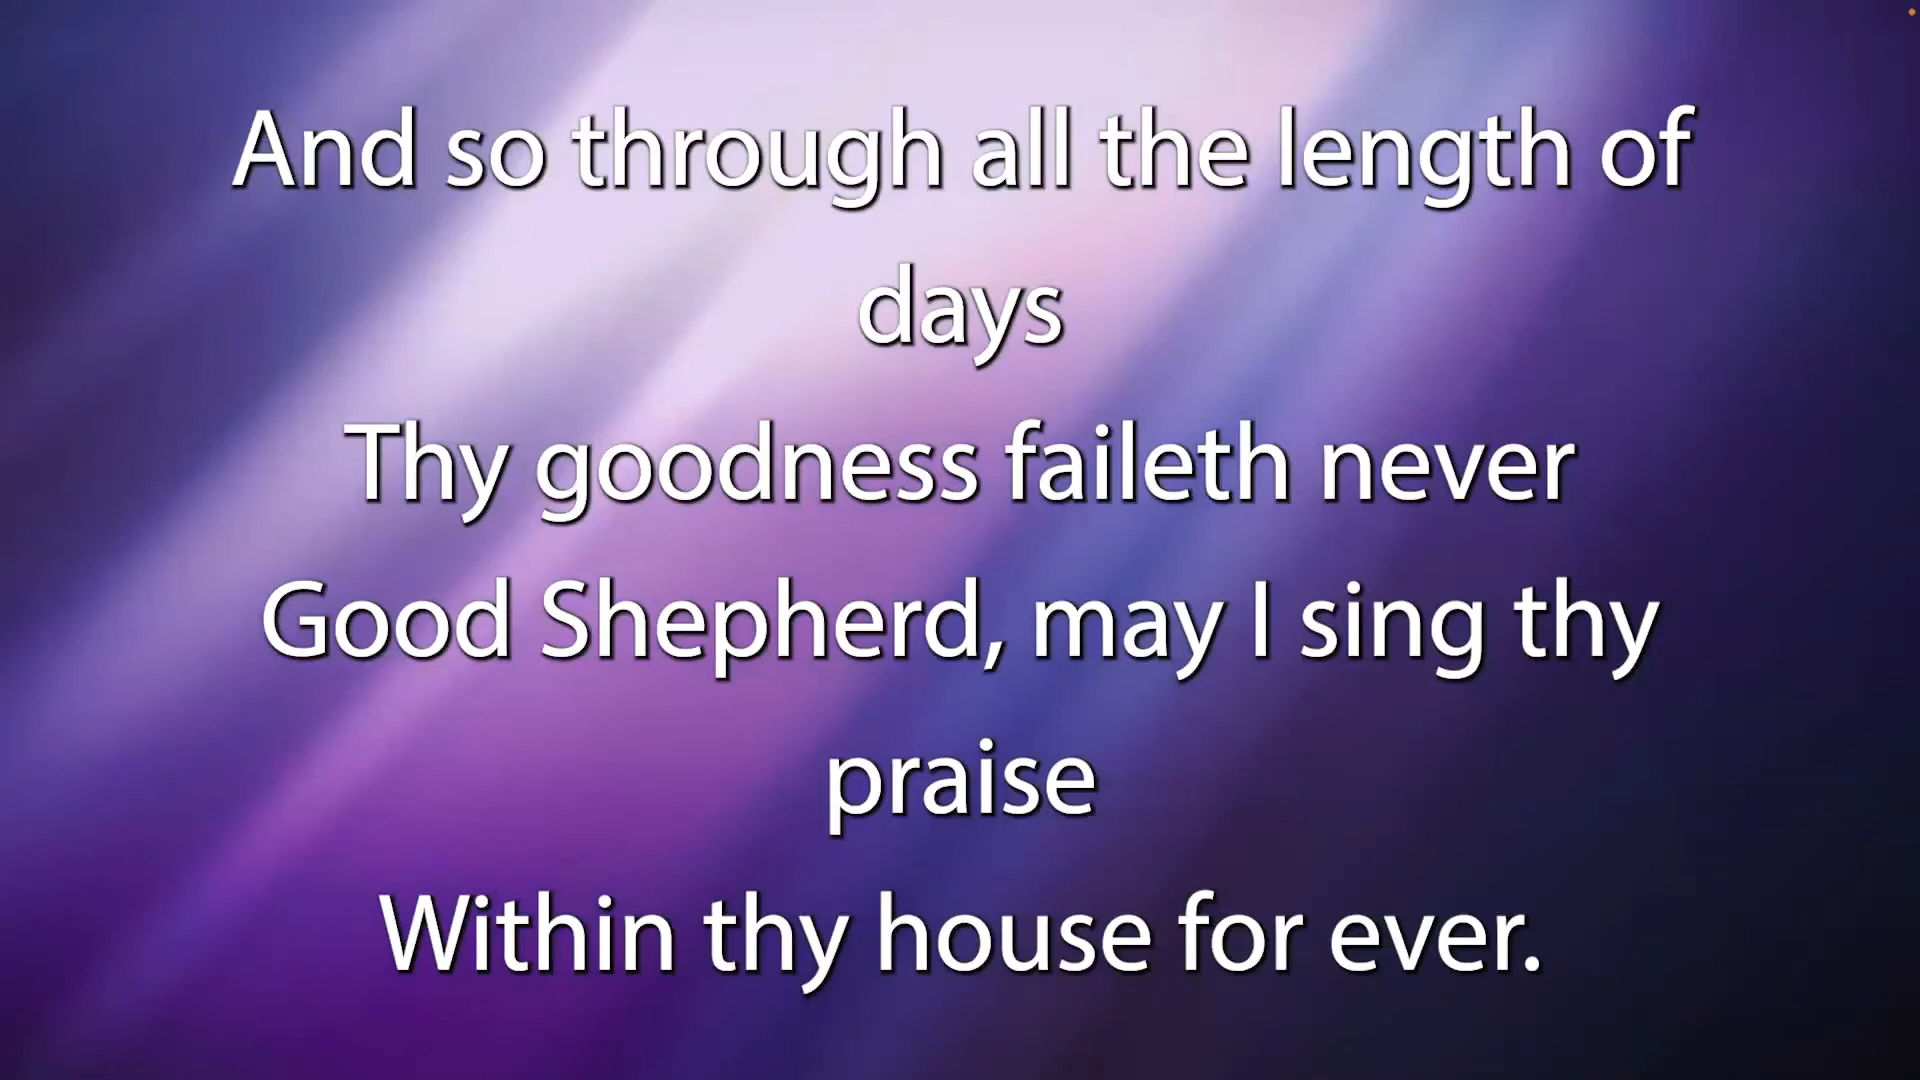 And so through all the length of
days
Thy goodness faileth never
Good Shepherd, may I sing thy
praise
Within thy house for ever.